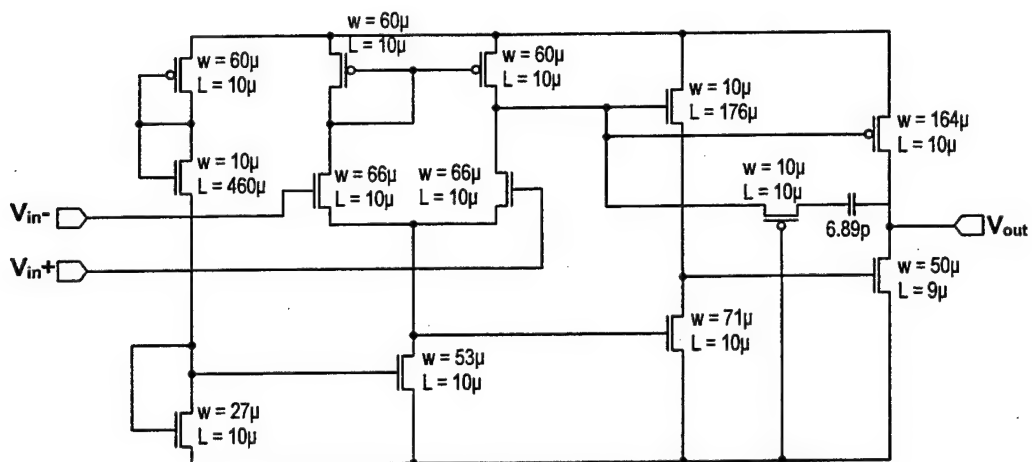 w = 60µ
L = 10µ
w = 60µ
L = 10µ
w = 60µ
L = 10µ
w = 10µ
L = 176µ
w = 164µ
L = 10µ
w = 10µ
L = 460µ
w = 66µ
L = 10µ
w = 66µ
L = 10µ
w = 10µ
L = 10µ
6.89p
Vin-
Vin+
Vout
w = 50µ
L = 9µ
w = 71µ
L = 10µ
w = 53µ
L = 10µ
w = 27µ
L = 10µ